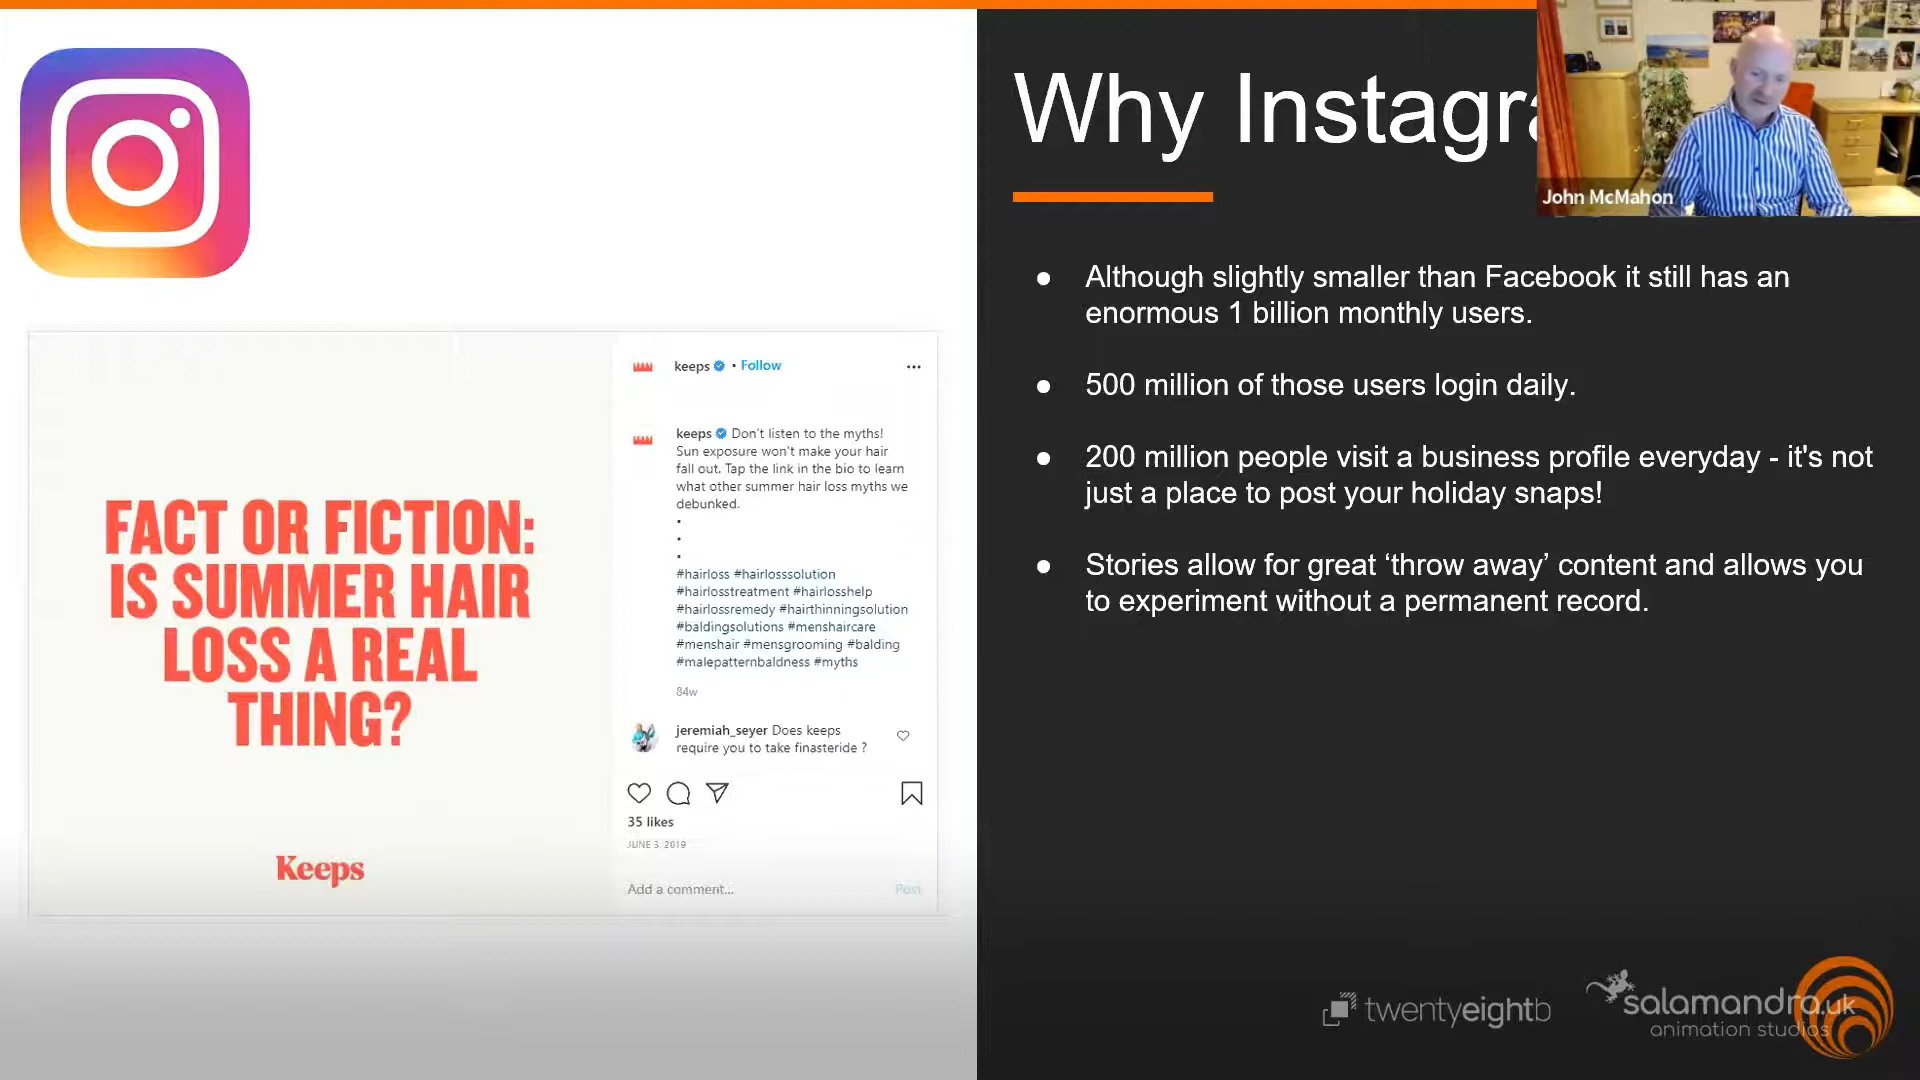 Why Instagra
John McMahon
● Although slightly smaller than Facebook it still has an
enormous 1 billion monthly users.
● 500 million of those users login daily.
● 200 million people visit a business profile everyday - it's not
just a place to post your holiday snaps!
● Stories allow for great ‘throw away’ content and allows you
to experiment without a permanent record.
FACT OR FICTION:
IS SUMMER HAIR
LOSS A REAL
THING?
Keeps
keeps • Follow
keeps Don't listen to the myths!
Sun exposure won't make your hair
fall out. Tap the link in the bio to learn
what other summer hair loss myths we
debunked.
•
•
•
#hairloss #hairlosssolution
#hairlosstreatment #hairlosshelp
#hairlossremedy #hairthinningsolution
#baldingsolutions #menshaircare
#menshair #mensgrooming #balding
#malepatternbaldness #myths
84w
jeremiah_seyer Does keeps
require you to take finasteride ?
35 likes
JUNE 3, 2019
Add a comment...
Post
twentyeightb
salamandra.uk
animation studios